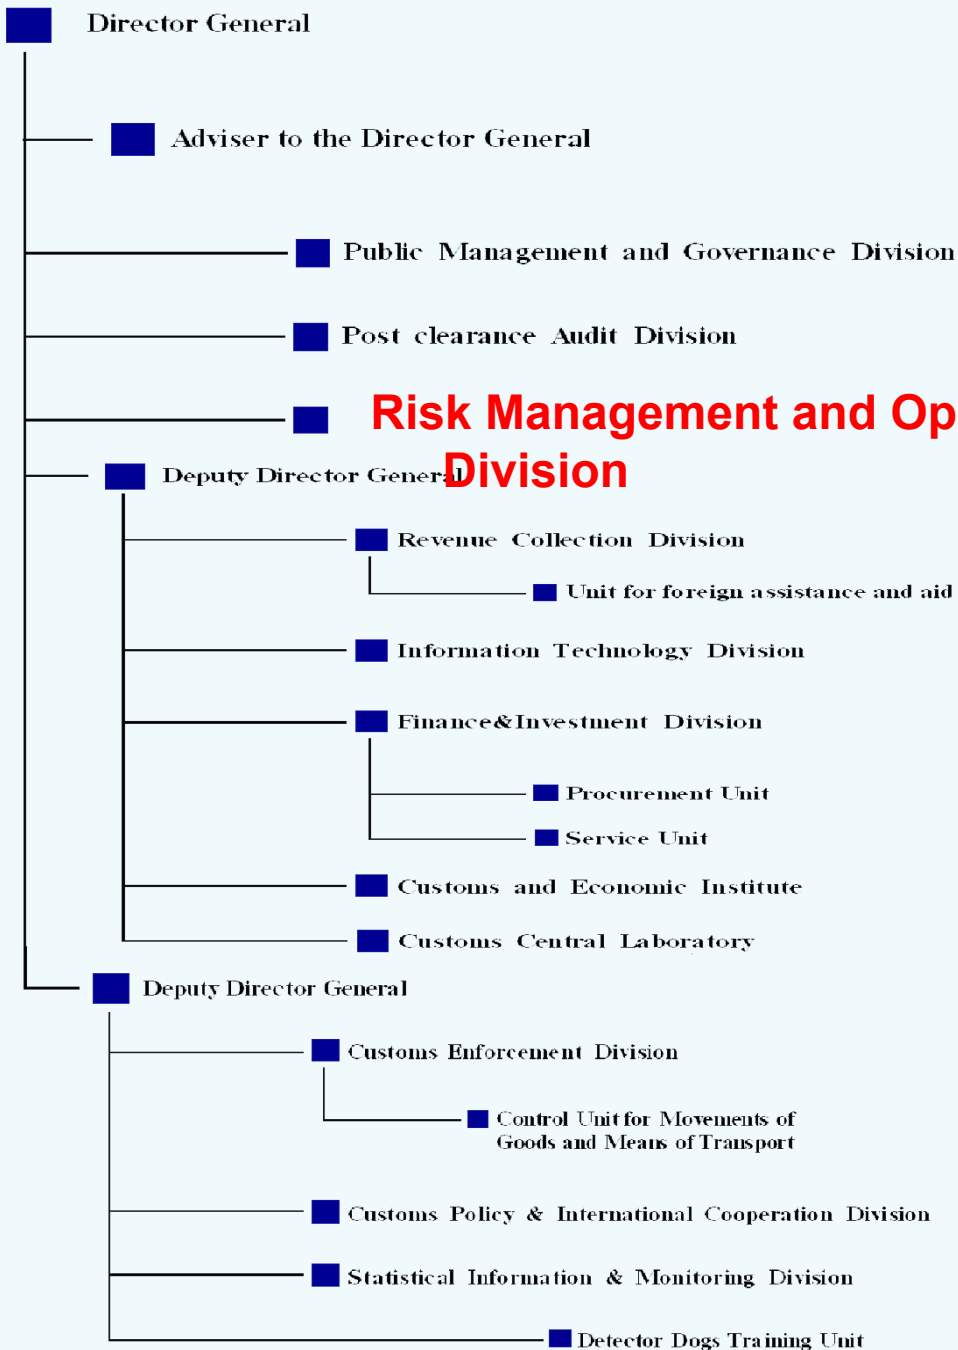 Director General
Adviser to the Director General
Public Management and Governance Division
Post clearance Audit Division
Risk Management and Op
Division
Deputy Director General
Revenue Collection Division
Unit for foreign assistance and aid
Information Technology Division
Finance&Investment Division
Procurement Unit
Service Unit
Customs and Economic Institute
Customs Central Laboratory
Deputy Director General
Customs Enforcement Division
Control Unit for Movements of
Goods and Means of Transport
Customs Policy & International Cooperation Division
Statistical Information & Monitoring Division
Detector Dogs Training Unit